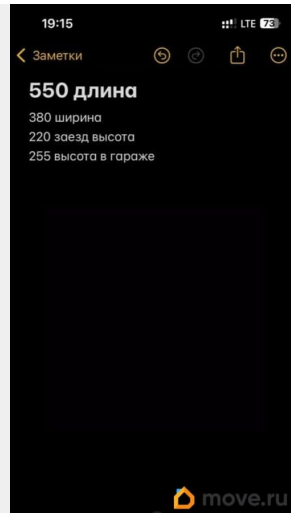 19:15
LTE 73
Заметки
550 длина
380 ширина
220 заезд высота
255 высота в гараже
move.ru